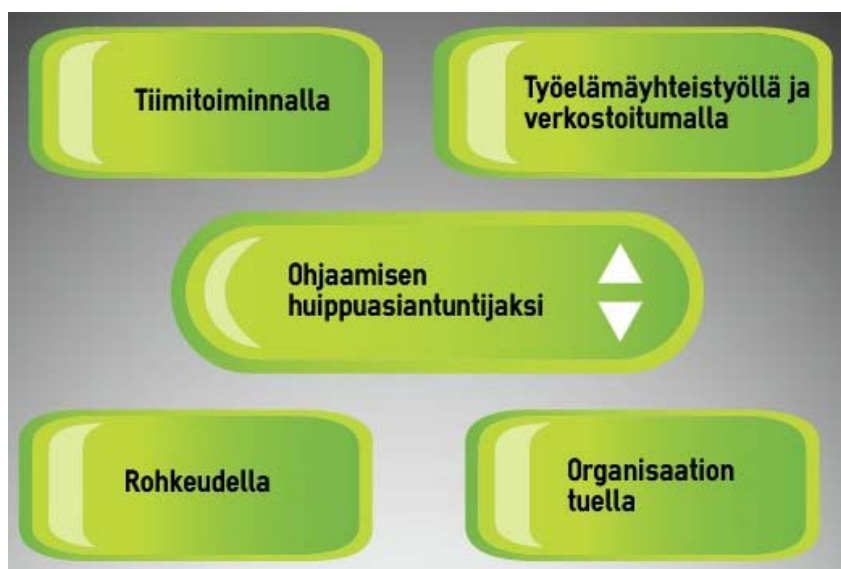 Tiimitoiminnalla
Työelämäyhteistyöllä ja
verkostoitumalla
Ohjaamisen
huippuasiantuntijaksi
Rohkeudella
Organisaation
tuella